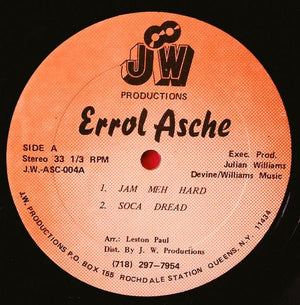 JW
PRODUCTIONS
Errol Asche
SIDE A
Stereo 33 1/3 RPM
J.W.-ASC-004A
Exec. Prod.
Julian Williams
Devine/Williams Music
1. JAM MEH HARD
2. SOCA DREAD
Arr.: Leston Paul
Dist. By J. W. Productions
(718) 297-7954
J.W. PRODUCTIONS P.O. BOX 155 ROCHDALE STATION QUEENS, N.Y. 11434